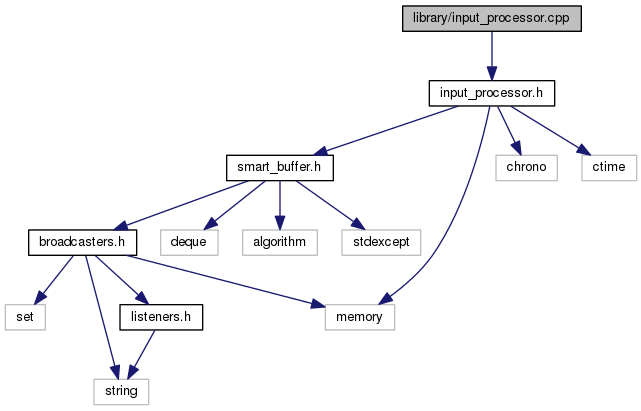 library/input_processor.cpp
input_processor.h
smart_buffer.h
chrono
ctime
broadcasters.h
deque
algorithm
stdexcept
set
listeners.h
memory
string